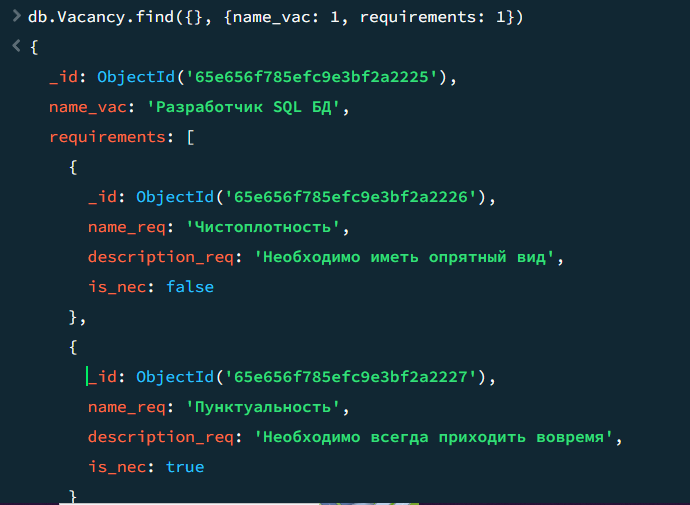 db.Vacancy.find({}, {name_vac: 1, requirements: 1})
{
_id: ObjectId('65e656f785efc9e3bf2a2225'),
name_vac: 'Разработчик SQL БД',
requirements: [
{
_id: ObjectId('65e656f785efc9e3bf2a2226'),
name_req: 'Чистоплотность',
description_req: 'Необходимо иметь опрятный вид',
is_nec: false
},
{
_id: ObjectId('65e656f785efc9e3bf2a2227'),
name_req: 'Пунктуальность',
description_req: 'Необходимо всегда приходить вовремя',
is_nec: true
}